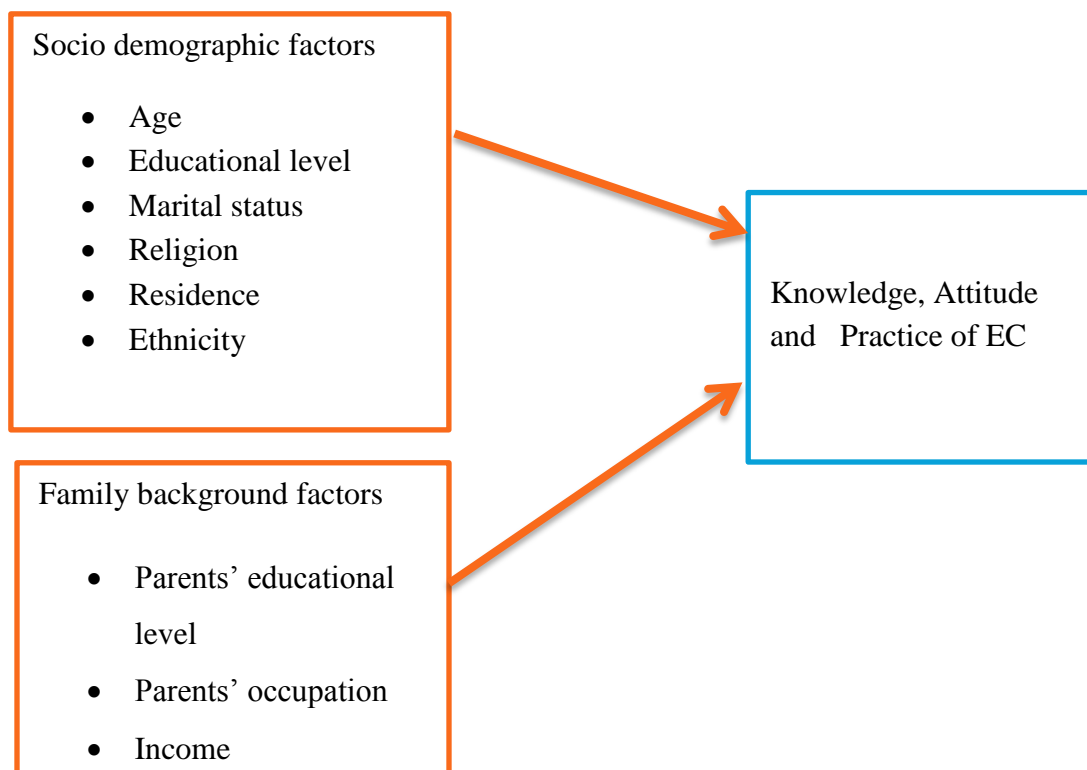 Socio demographic factors
• Age
• Educational level
• Marital status
• Religion
• Residence
• Ethnicity
Knowledge, Attitude
and Practice of EC
Family background factors
• Parents’ educational
level
• Parents’ occupation
• Income